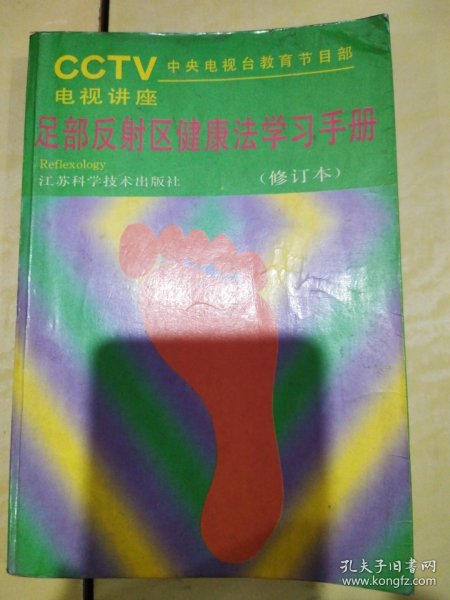 CCTV 中央电视台教育节目部
电视讲座
足部反射区健康法学习手册
Reflexology
江苏科学技术出版社 （修订本）
孔夫子旧书网
www.kongfz.com